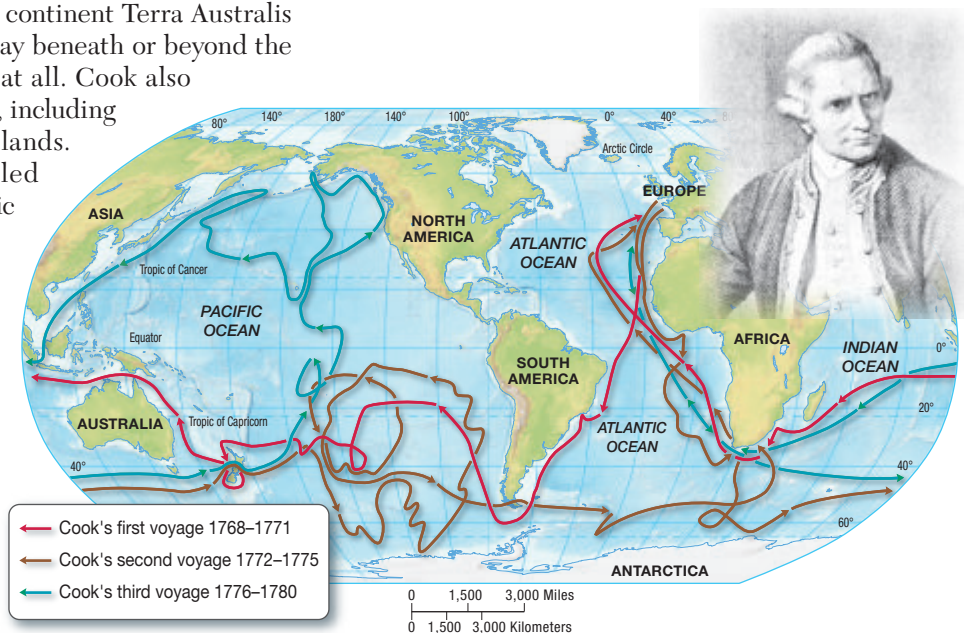 continent Terra Australis
ay beneath or beyond the
at all. Cook also
, including
lands.
led
ic
80°
140°
180°
140°
100°
0°
40°
Arctic Circle
ASIA
NORTH
AMERICA
EUROPE
ATLANTIC
OCEAN
Tropic of Cancer
PACIFIC
OCEAN
Equator
AFRICA
INDIAN
OCEAN
0°
SOUTH
AMERICA
AUSTRALIA
Tropic of Capricorn
ATLANTIC
OCEAN
20°
40°
40°
60°
ANTARCTICA
Cook's first voyage 1768–1771
Cook's second voyage 1772–1775
Cook's third voyage 1776–1780
0 1,500 3,000 Miles
0 1,500 3,000 Kilometers